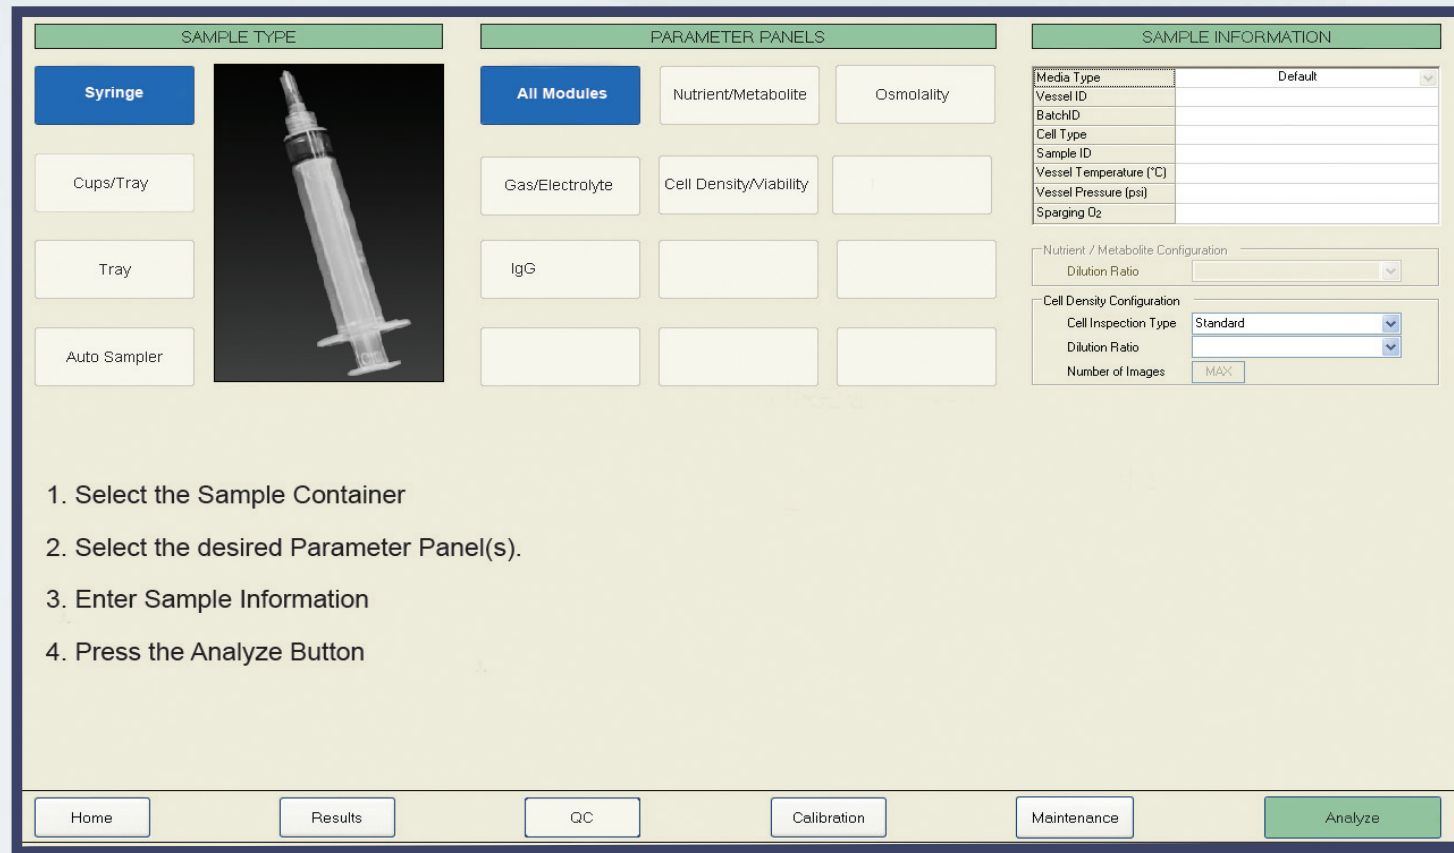 SAMPLE TYPE
Syringe
Cups/Tray
Tray
Auto Sampler
PARAMETER PANELS
All Modules
Nutrient/Metabolite
Osmolality
Gas/Electrolyte
Cell Density/Viability
IgG
SAMPLE INFORMATION
Media Type Default
Vessel ID
BatchID
Cell Type
Sample ID
Vessel Temperature (°C)
Vessel Pressure (psi)
Sparging O2
Nutrient / Metabolite Configuration
Dilution Ratio
Cell Density Configuration
Cell Inspection Type Standard
Dilution Ratio
Number of Images MAX
1. Select the Sample Container
2. Select the desired Parameter Panel(s).
3. Enter Sample Information
4. Press the Analyze Button
Home Results QC Calibration Maintenance Analyze